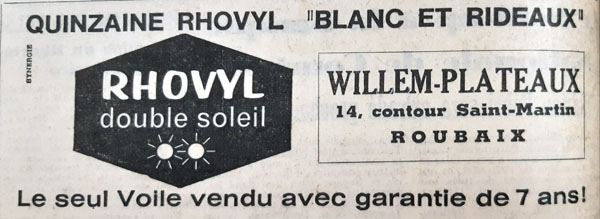 QUINZAINE RHOVYL "BLANC ET RIDEAUX"
SYNERGIE
RHOVYL
double soleil
WILLEM-PLATEAUX
14, contour Saint-Martin
ROUBAIX
Le seul Voile vendu avec garantie de 7 ans!